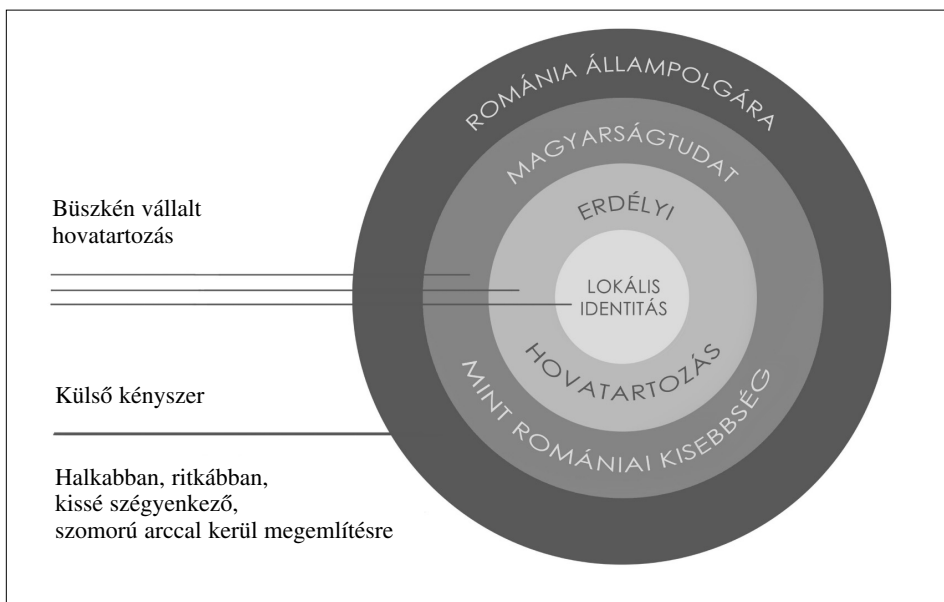 ROMÁNIA ÁLLAMPOLGÁRA
MAGYARSÁGTUDAT
ERDÉLYI
LOKÁLIS
IDENTITÁS
HOVATARTOZÁS
MINT ROMÁNIAI KISEBBSÉG
Büszkén vállalt
hovatartozás
Külső kényszer
Halkabban, ritkábban,
kissé szégyenkező,
szomorú arccal kerül megemlítésre